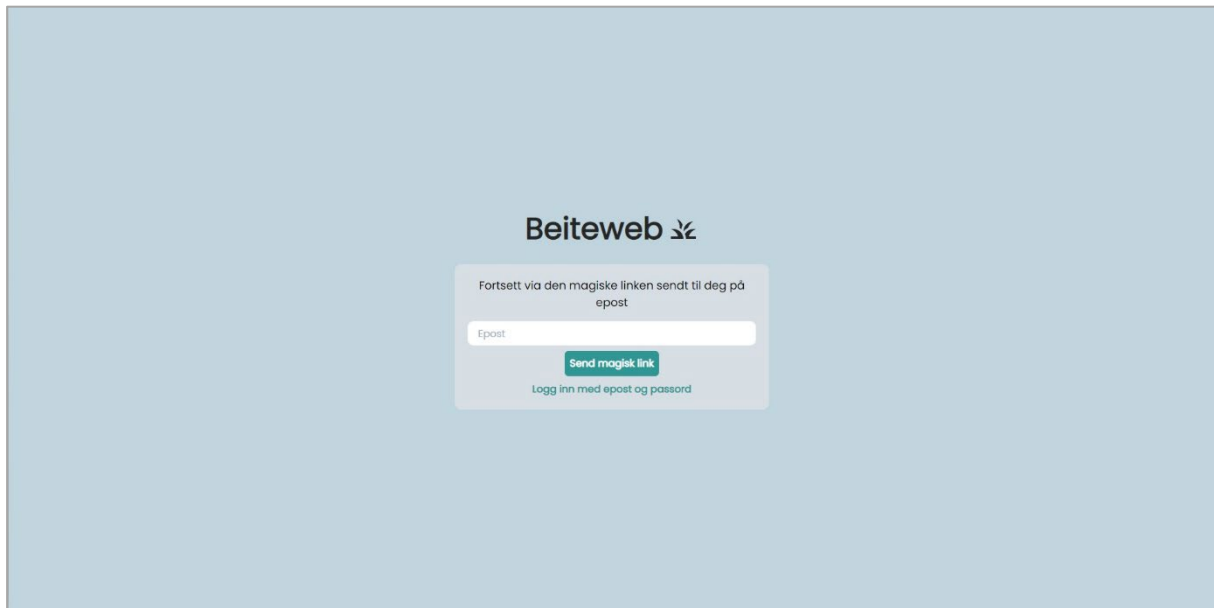 Beiteweb
Fortsett via den magiske linken sendt til deg på
epost
Epost
Send magisk link
Logg inn med epost og passord